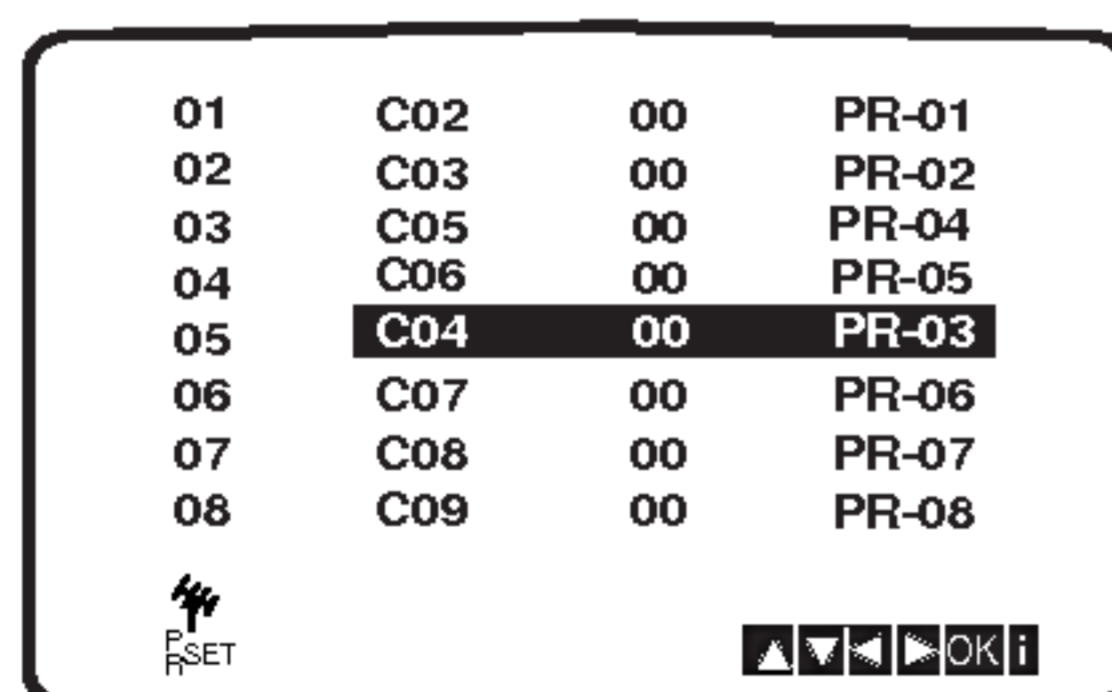 01 C02 00 PR-01
02 C03 00 PR-02
03 C05 00 PR-04
04 C06 00 PR-05
05 C04 00 PR-03
06 C07 00 PR-06
07 C08 00 PR-07
08 C09 00 PR-08
PR SET OK i